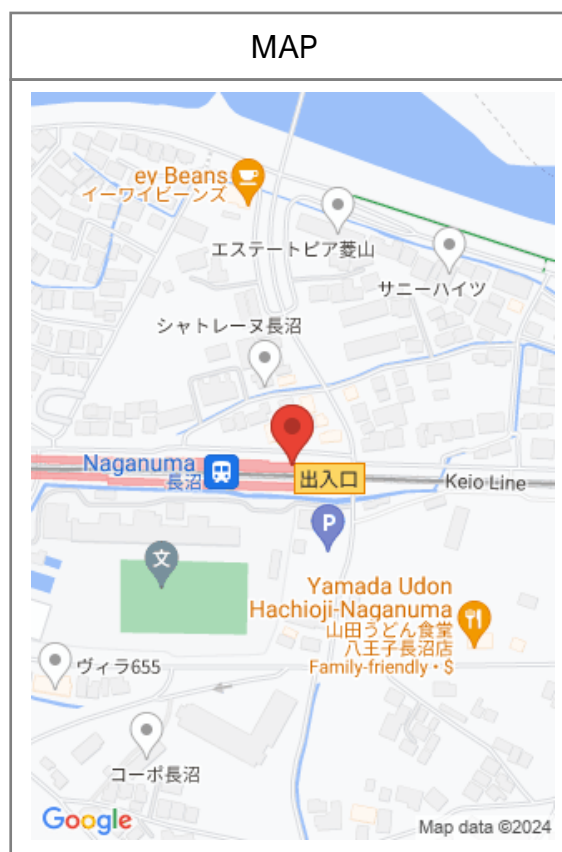 MAP
ey Beans
イーワイビーンズ
エステートピア菱山
サニーハイツ
シャトレーヌ長沼
Naganuma
長沼
出入口
Keio Line
P
文
Yamada Udon
Hachioji-Naganuma
山田うどん食堂
八王子長沼店
Family-friendly • $
ヴィラ655
コーポ長沼
Google
Map data ©2024